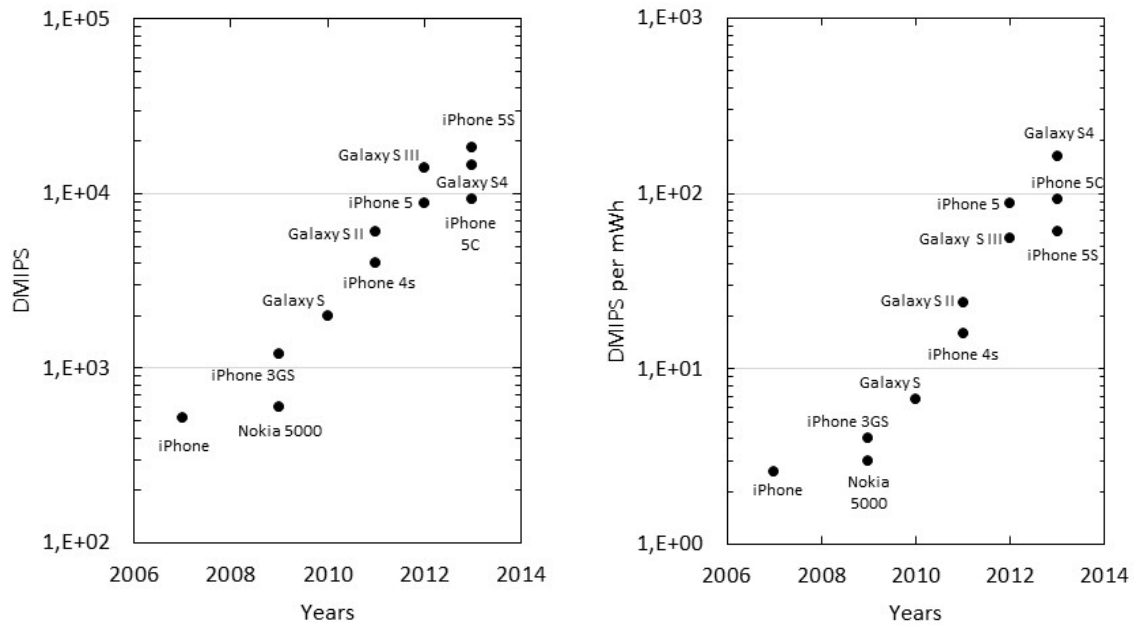 1,E+05
1,E+04
1,E+03
1,E+02
DMIPS
iPhone 5S
Galaxy S III
Galaxy S4
iPhone 5
iPhone
5C
Galaxy S II
iPhone 4s
Galaxy S
iPhone 3GS
Nokia 5000
iPhone
2006 2008 2010 2012 2014
Years
1,E+03
1,E+02
1,E+01
1,E+00
DMIPS per mWh
Galaxy S4
iPhone 5C
iPhone 5
Galaxy S III
iPhone 5S
Galaxy S II
iPhone 4s
Galaxy S
iPhone 3GS
Nokia
5000
iPhone
2006 2008 2010 2012 2014
Years